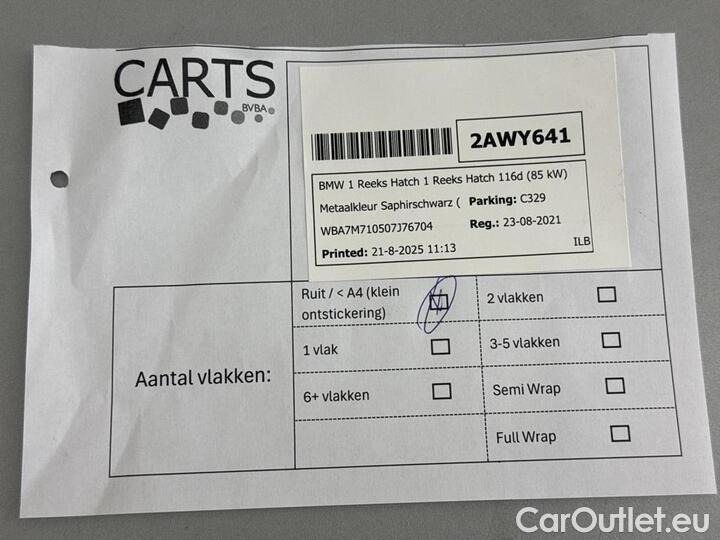 CARTS
BVBA
2AWY641
BMW 1 Reeks Hatch 1 Reeks Hatch 116d (85 kW)
Metaalkleur Saphirschwarz ( Parking: C329
WBA7M710507J76704 Reg.: 23-08-2021
Printed: 21-8-2025 11:13 ILB
Aantal vlakken:
Ruit / < A4 (klein
ontstickering)
2 vlakken
1 vlak
3-5 vlakken
6+ vlakken
Semi Wrap
Full Wrap
CarOutlet.eu